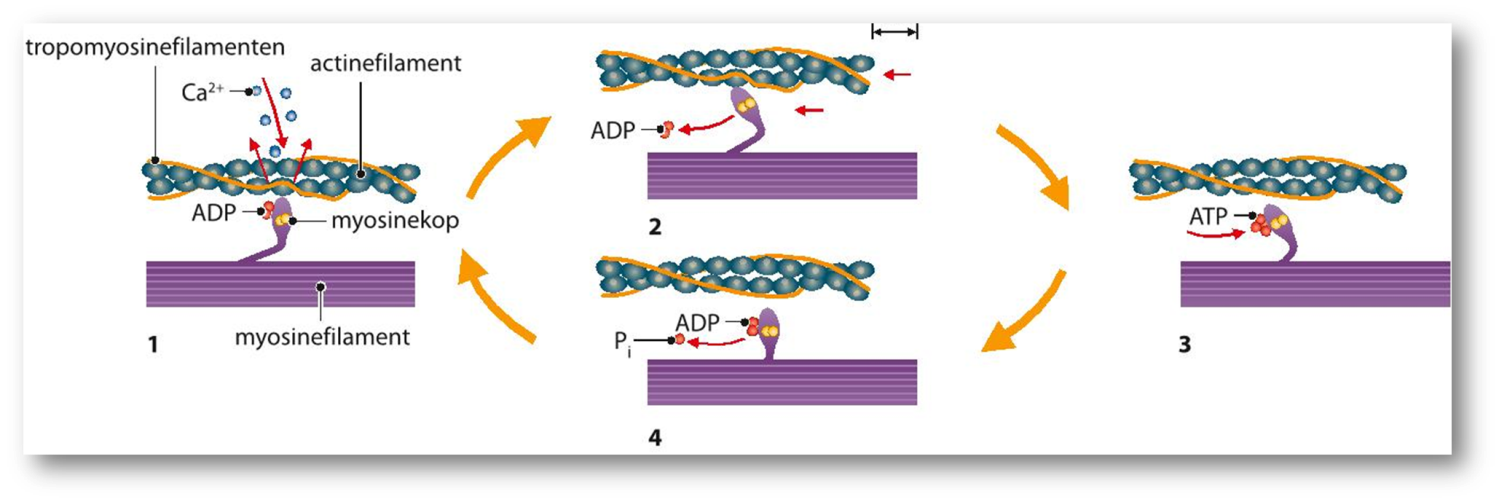 tropomyosinefilamenten
actinefilament
Ca²⁺
ADP
myosinekop
myosinefilament
1
ADP
2
ATP
3
ADP
Pᵢ
4